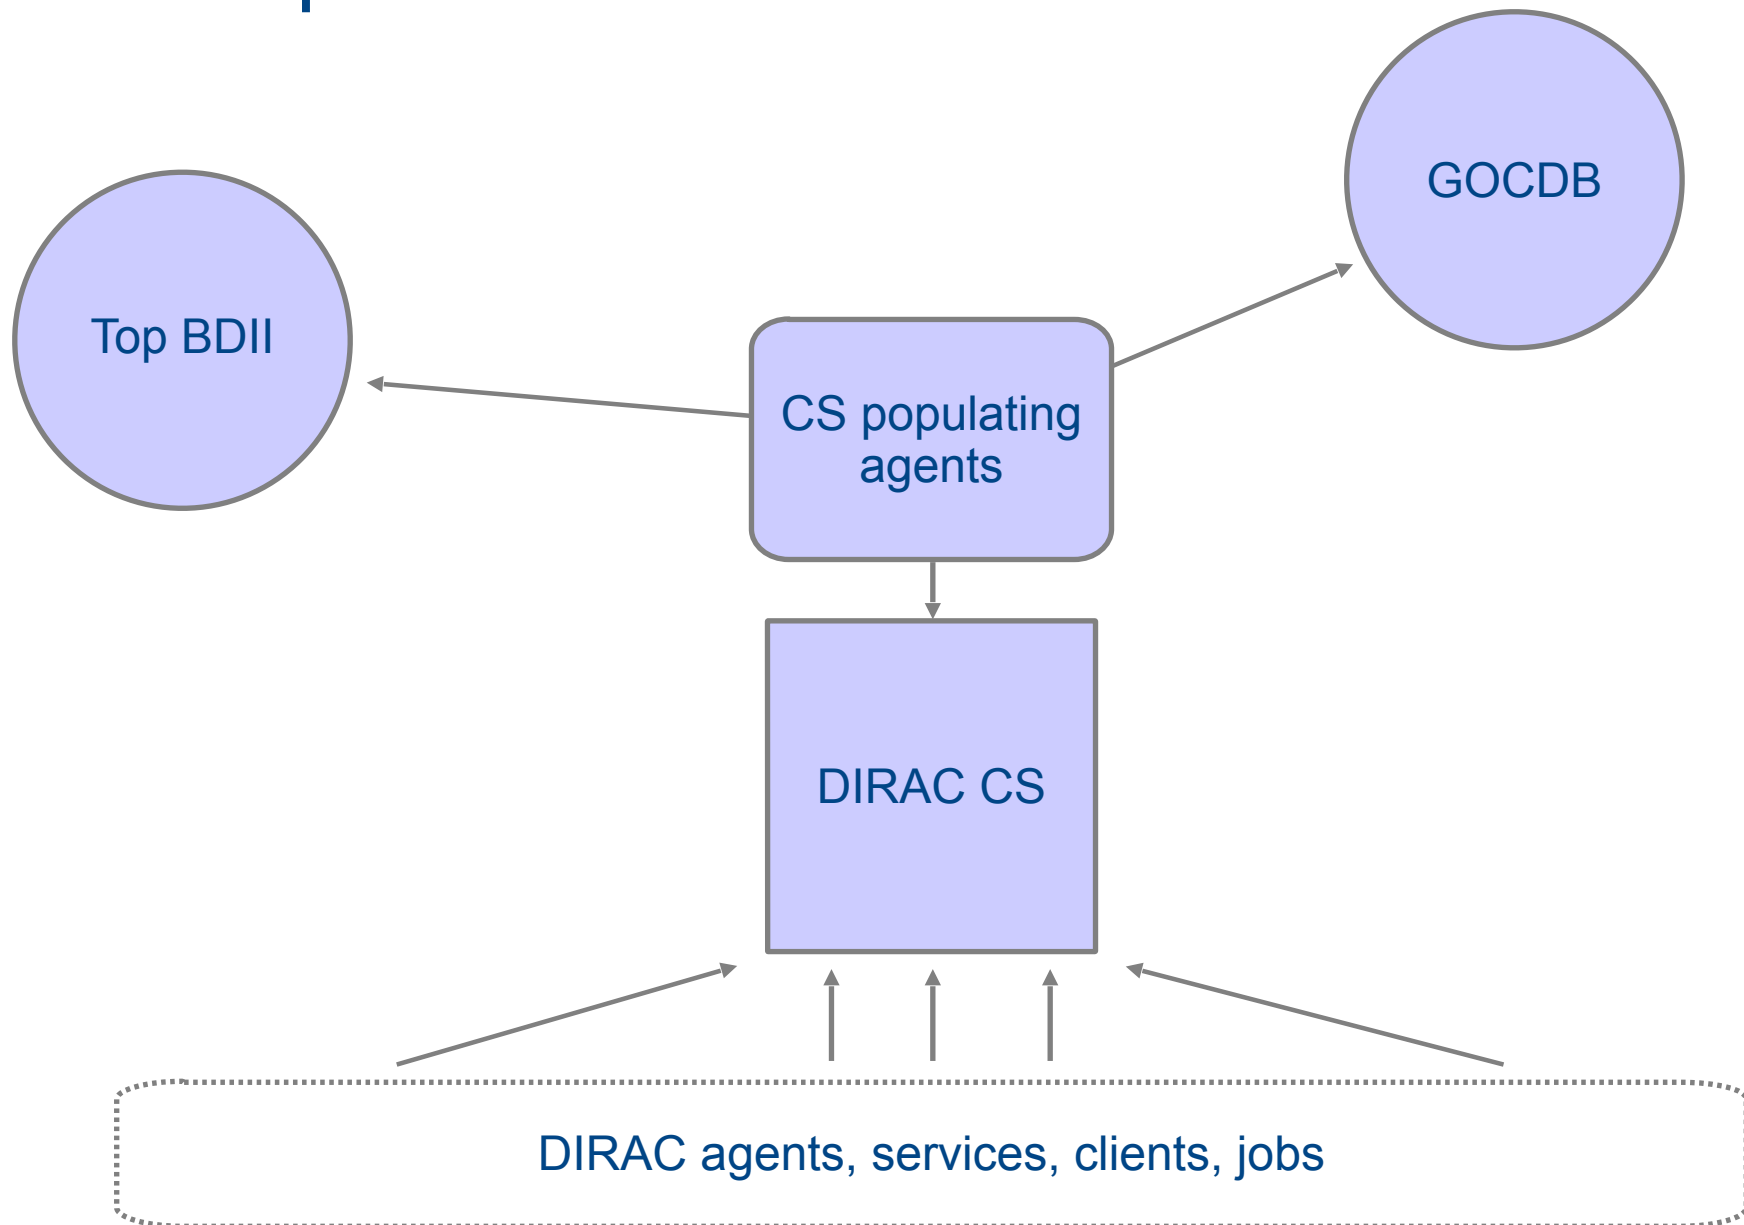 GOCDB
Top BDII
CS populating
agents
DIRAC CS
DIRAC agents, services, clients, jobs